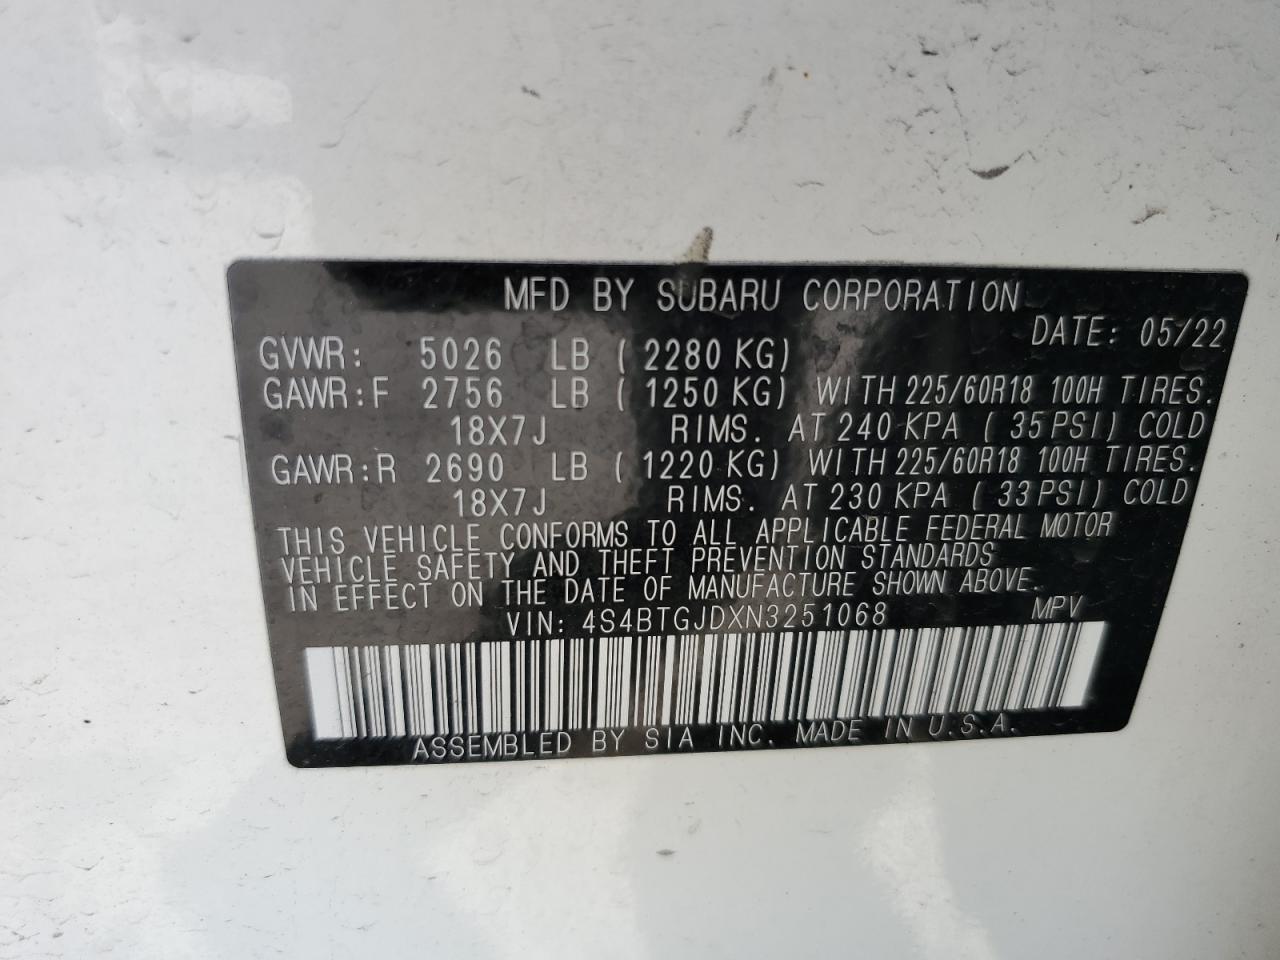 MFD BY SUBARU CORPORATION
DATE: 05/22
GVWR: 5026 LB ( 2280 KG)
GAWR:F 2756 LB ( 1250 KG) WITH 225/60R18 100H TIRES.
18X7J RIMS. AT 240 KPA ( 35 PSI) COLD
GAWR:R 2690 LB ( 1220 KG) WITH 225/60R18 100H TIRES.
18X7J RIMS. AT 230 KPA ( 33 PSI) COLD
THIS VEHICLE CONFORMS TO ALL APPLICABLE FEDERAL MOTOR
VEHICLE SAFETY AND THEFT PREVENTION STANDARDS
IN EFFECT ON THE DATE OF MANUFACTURE SHOWN ABOVE.
VIN: 4S4BTGJDXN3251068 MPV
ASSEMBLED BY SIA INC. MADE IN U.S.A.